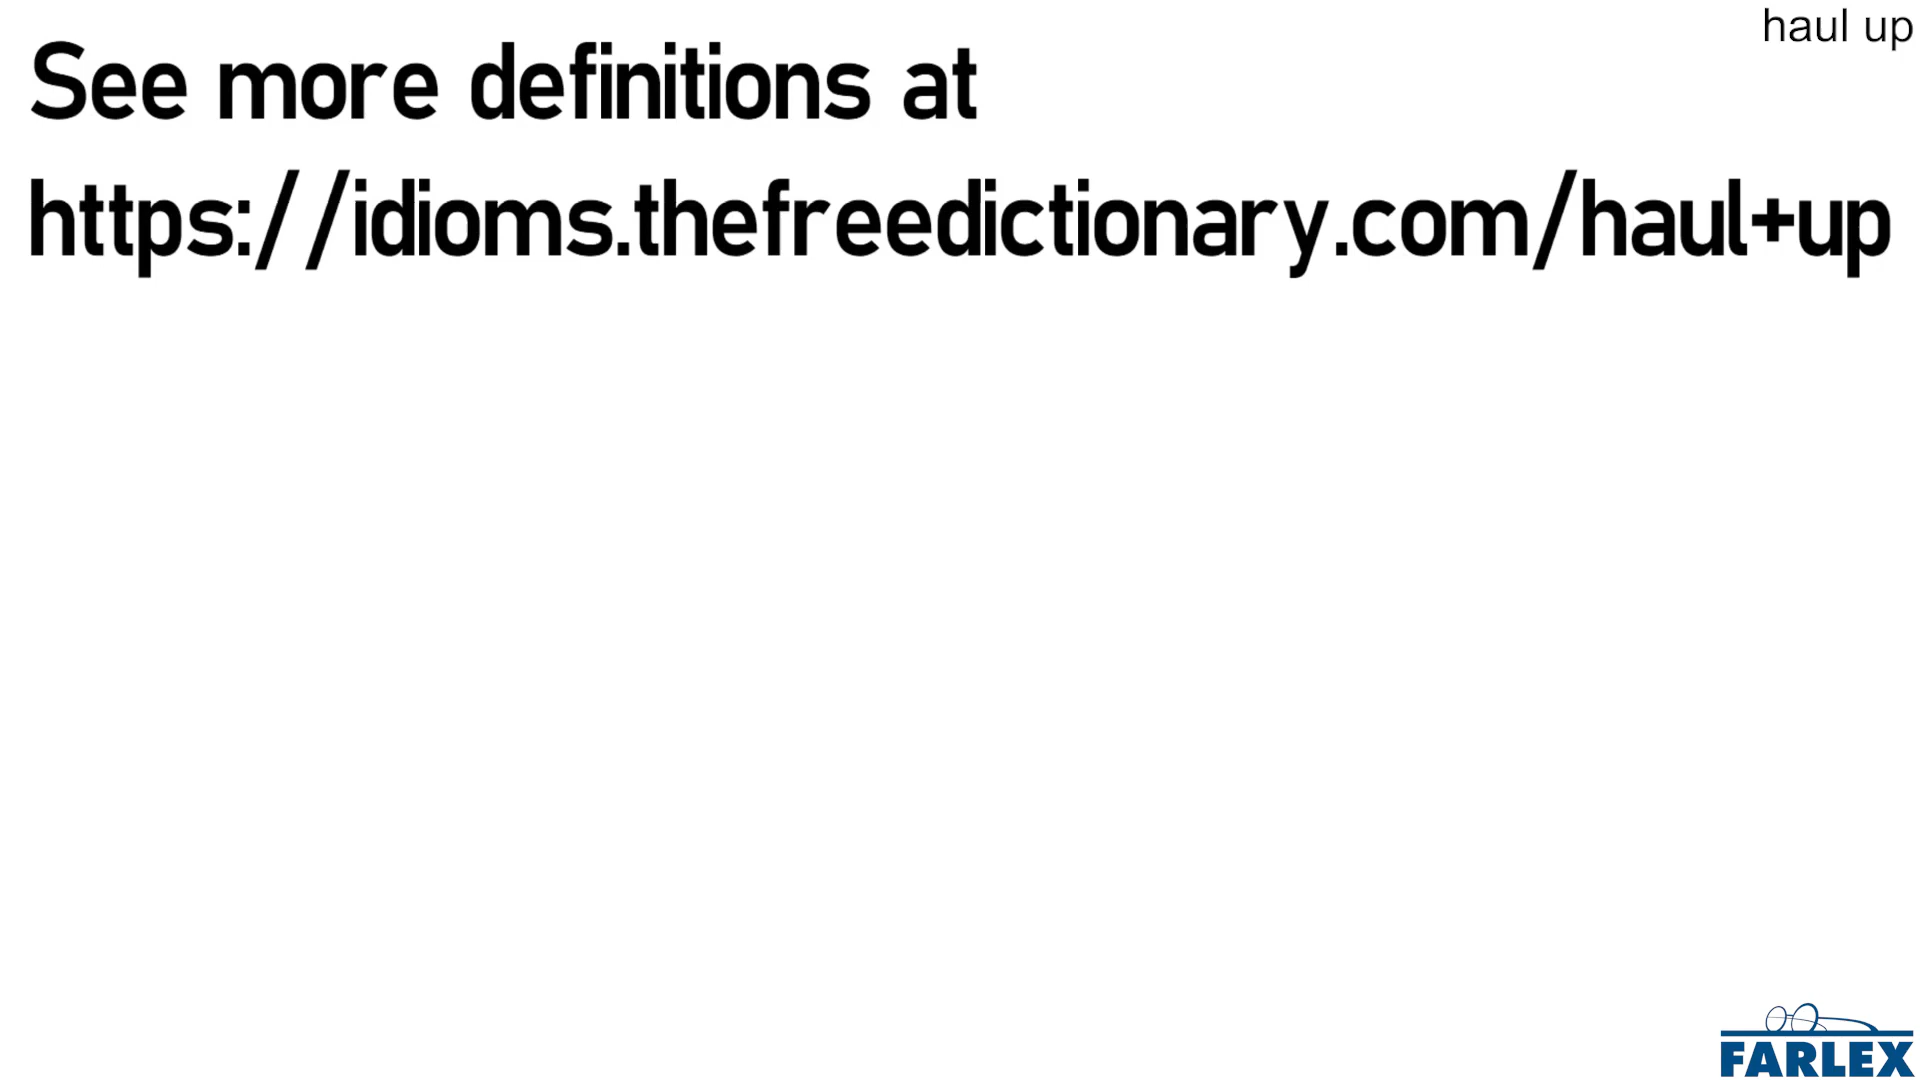 haul up
See more definitions at
https://idioms.thefreedictionary.com/haul+up
FARLEX